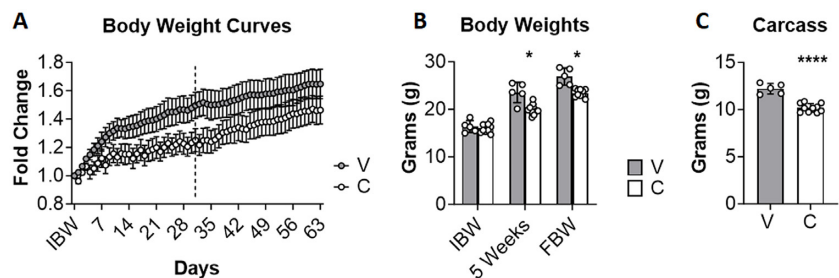 A
Body Weight Curves
Fold Change
1.8
1.6
1.4
1.2
1.0
0.8
IBW
7
14
21
28
35
42
49
56
63
Days
V
C
B
Body Weights
Grams (g)
30
20
10
0
*
*
IBW
5 Weeks
FBW
V
C
C
Carcass
Grams (g)
15
10
5
0
****
V
C